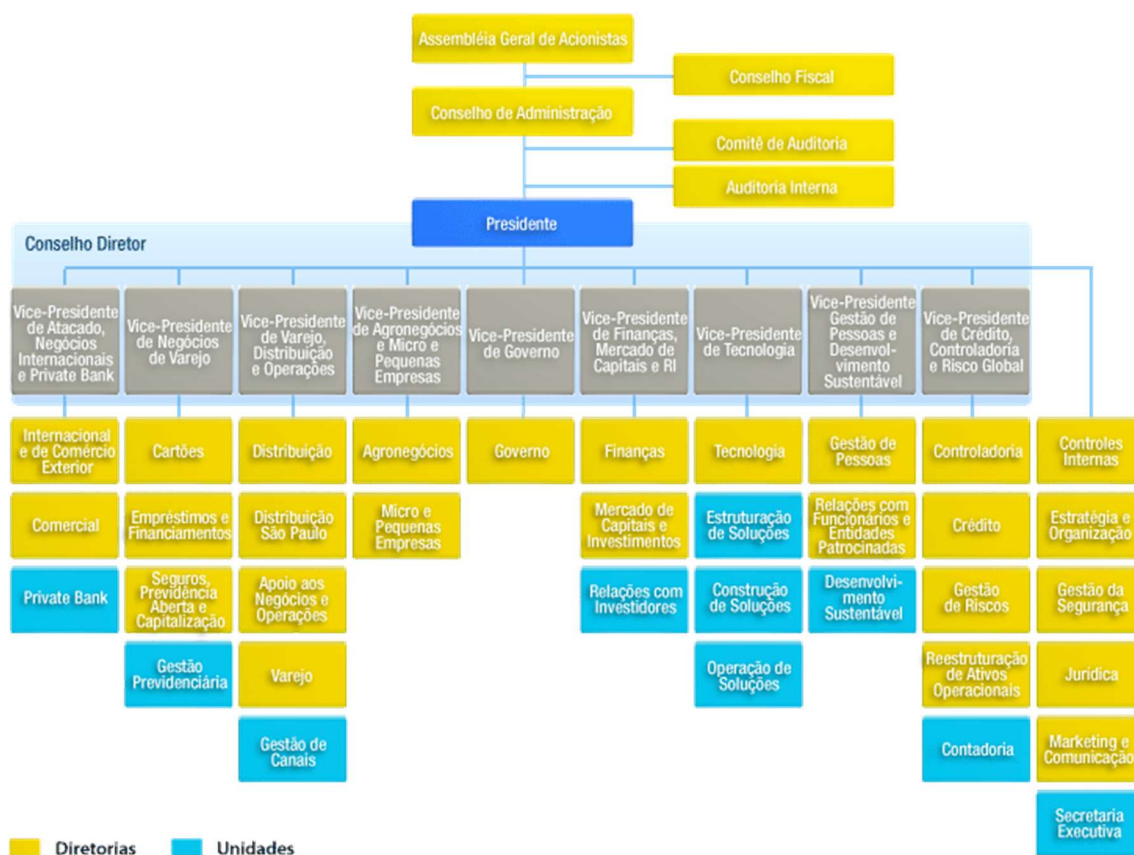 Assembléia Geral de Acionistas
Conselho Fiscal
Conselho de Administração
Comitê de Auditoria
Auditoria Interna
Presidente
Conselho Diretor
Vice-Presidente
de Atacado,
Negócios
Internacionais
e Private Bank
Vice-Presidente
de Negócios
de Varejo
Vice-Presidente
de Varejo,
Distribuição
e Operações
Vice-Presidente
de Agronegócios
e Micro e
Pequenas
Empresas
Vice-Presidente
de Governo
Vice-Presidente
de Finanças,
Mercado de
Capitais e RI
Vice-Presidente
de Tecnologia
Vice-Presidente
Gestão de
Pessoas e
Desenvol-
vimento
Sustentável
Vice-Presidente
de Crédito,
Controladoria
e Risco Global
Internacional
e de Comércio
Exterior
Cartões
Distribuição
Agronegócios
Governo
Finanças
Tecnologia
Gestão de
Pessoas
Controladoria
Controles
Internas
Comercial
Empréstimos e
Financiamentos
Distribuição
São Paulo
Micro e
Pequenas
Empresas
Mercado de
Capitais e
Investimentos
Estruturação
de Soluções
Relações com
Funcionários e
Entidades
Patrocinadas
Crédito
Estratégia e
Organização
Private Bank
Seguros,
Previdência
Aberta e
Capitalização
Apoio aos
Negócios e
Operações
Relações com
Investidores
Construção
de Soluções
Desenvolvi-
mento
Sustentável
Gestão
de Riscos
Gestão da
Segurança
Gestão
Previdenciária
Varejo
Operação de
Soluções
Reestruturação
de Ativos
Operacionais
Jurídica
Gestão de
Canais
Contadoria
Marketing e
Comunicação
Secretaria
Executiva
Diretorias
Unidades